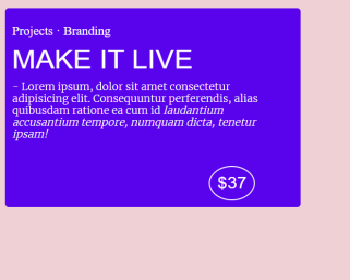 Projects · Branding
MAKE IT LIVE
- Lorem ipsum, dolor sit amet consectetur
adipisicing elit. Consequuntur perferendis, alias
quibusdam ratione ea cum id laudantium
accusantium tempore, numquam dicta, tenetur
ipsam!
$37